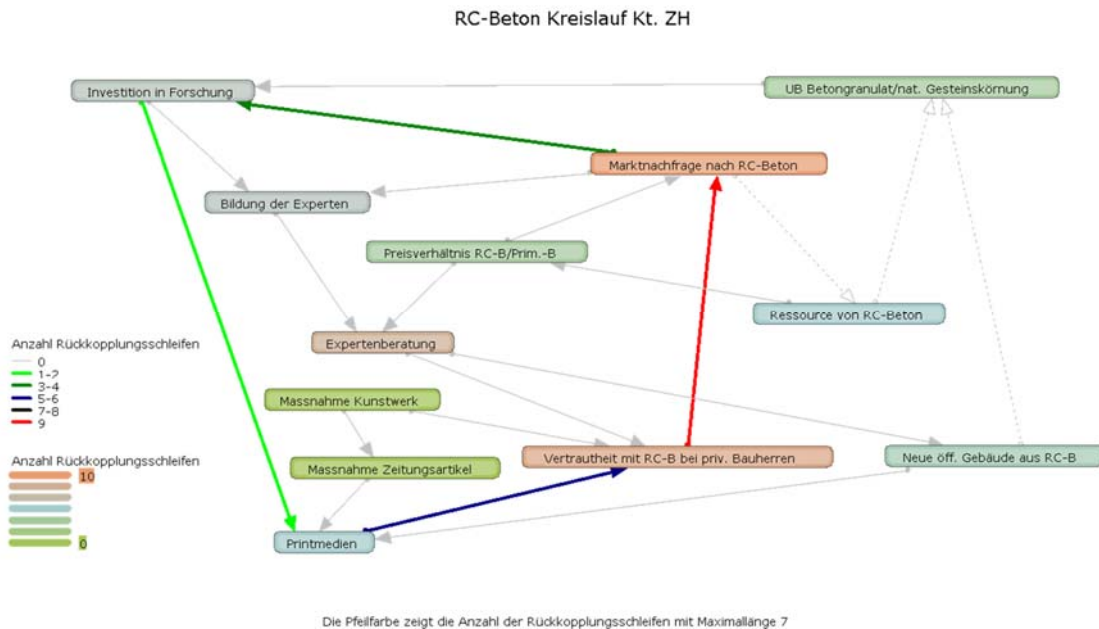 RC-Beton Kreislauf Kt. ZH
Investition in Forschung
UB Betongranulat/nat. Gesteinskörnung
Marktnachfrage nach RC-Beton
Bildung der Experten
Preisverhältnis RC-B/Prim.-B
Ressource von RC-Beton
Expertenberatung
Anzahl Rückkopplungsschleifen
0
1-2
3-4
5-6
7-8
9
Massnahme Kunstwerk
Vertrautheit mit RC-B bei priv. Bauherren
Neue öff. Gebäude aus RC-B
Massnahme Zeitungsartikel
Anzahl Rückkopplungsschleifen
10
0
Printmedien
Die Pfeilfarbe zeigt die Anzahl der Rückkopplungsschleifen mit Maximallänge 7